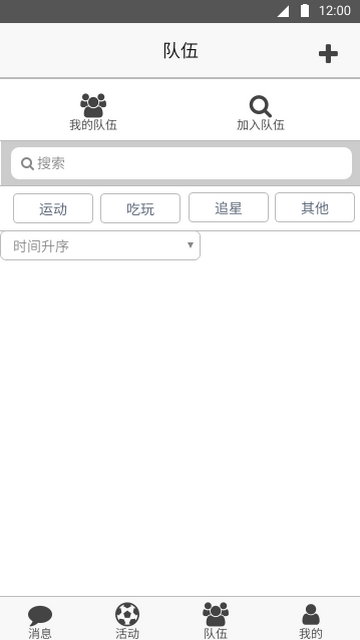 12:00
队伍
我的队伍 加入队伍
搜索
运动 吃玩 追星 其他
时间升序
消息 活动 队伍 我的